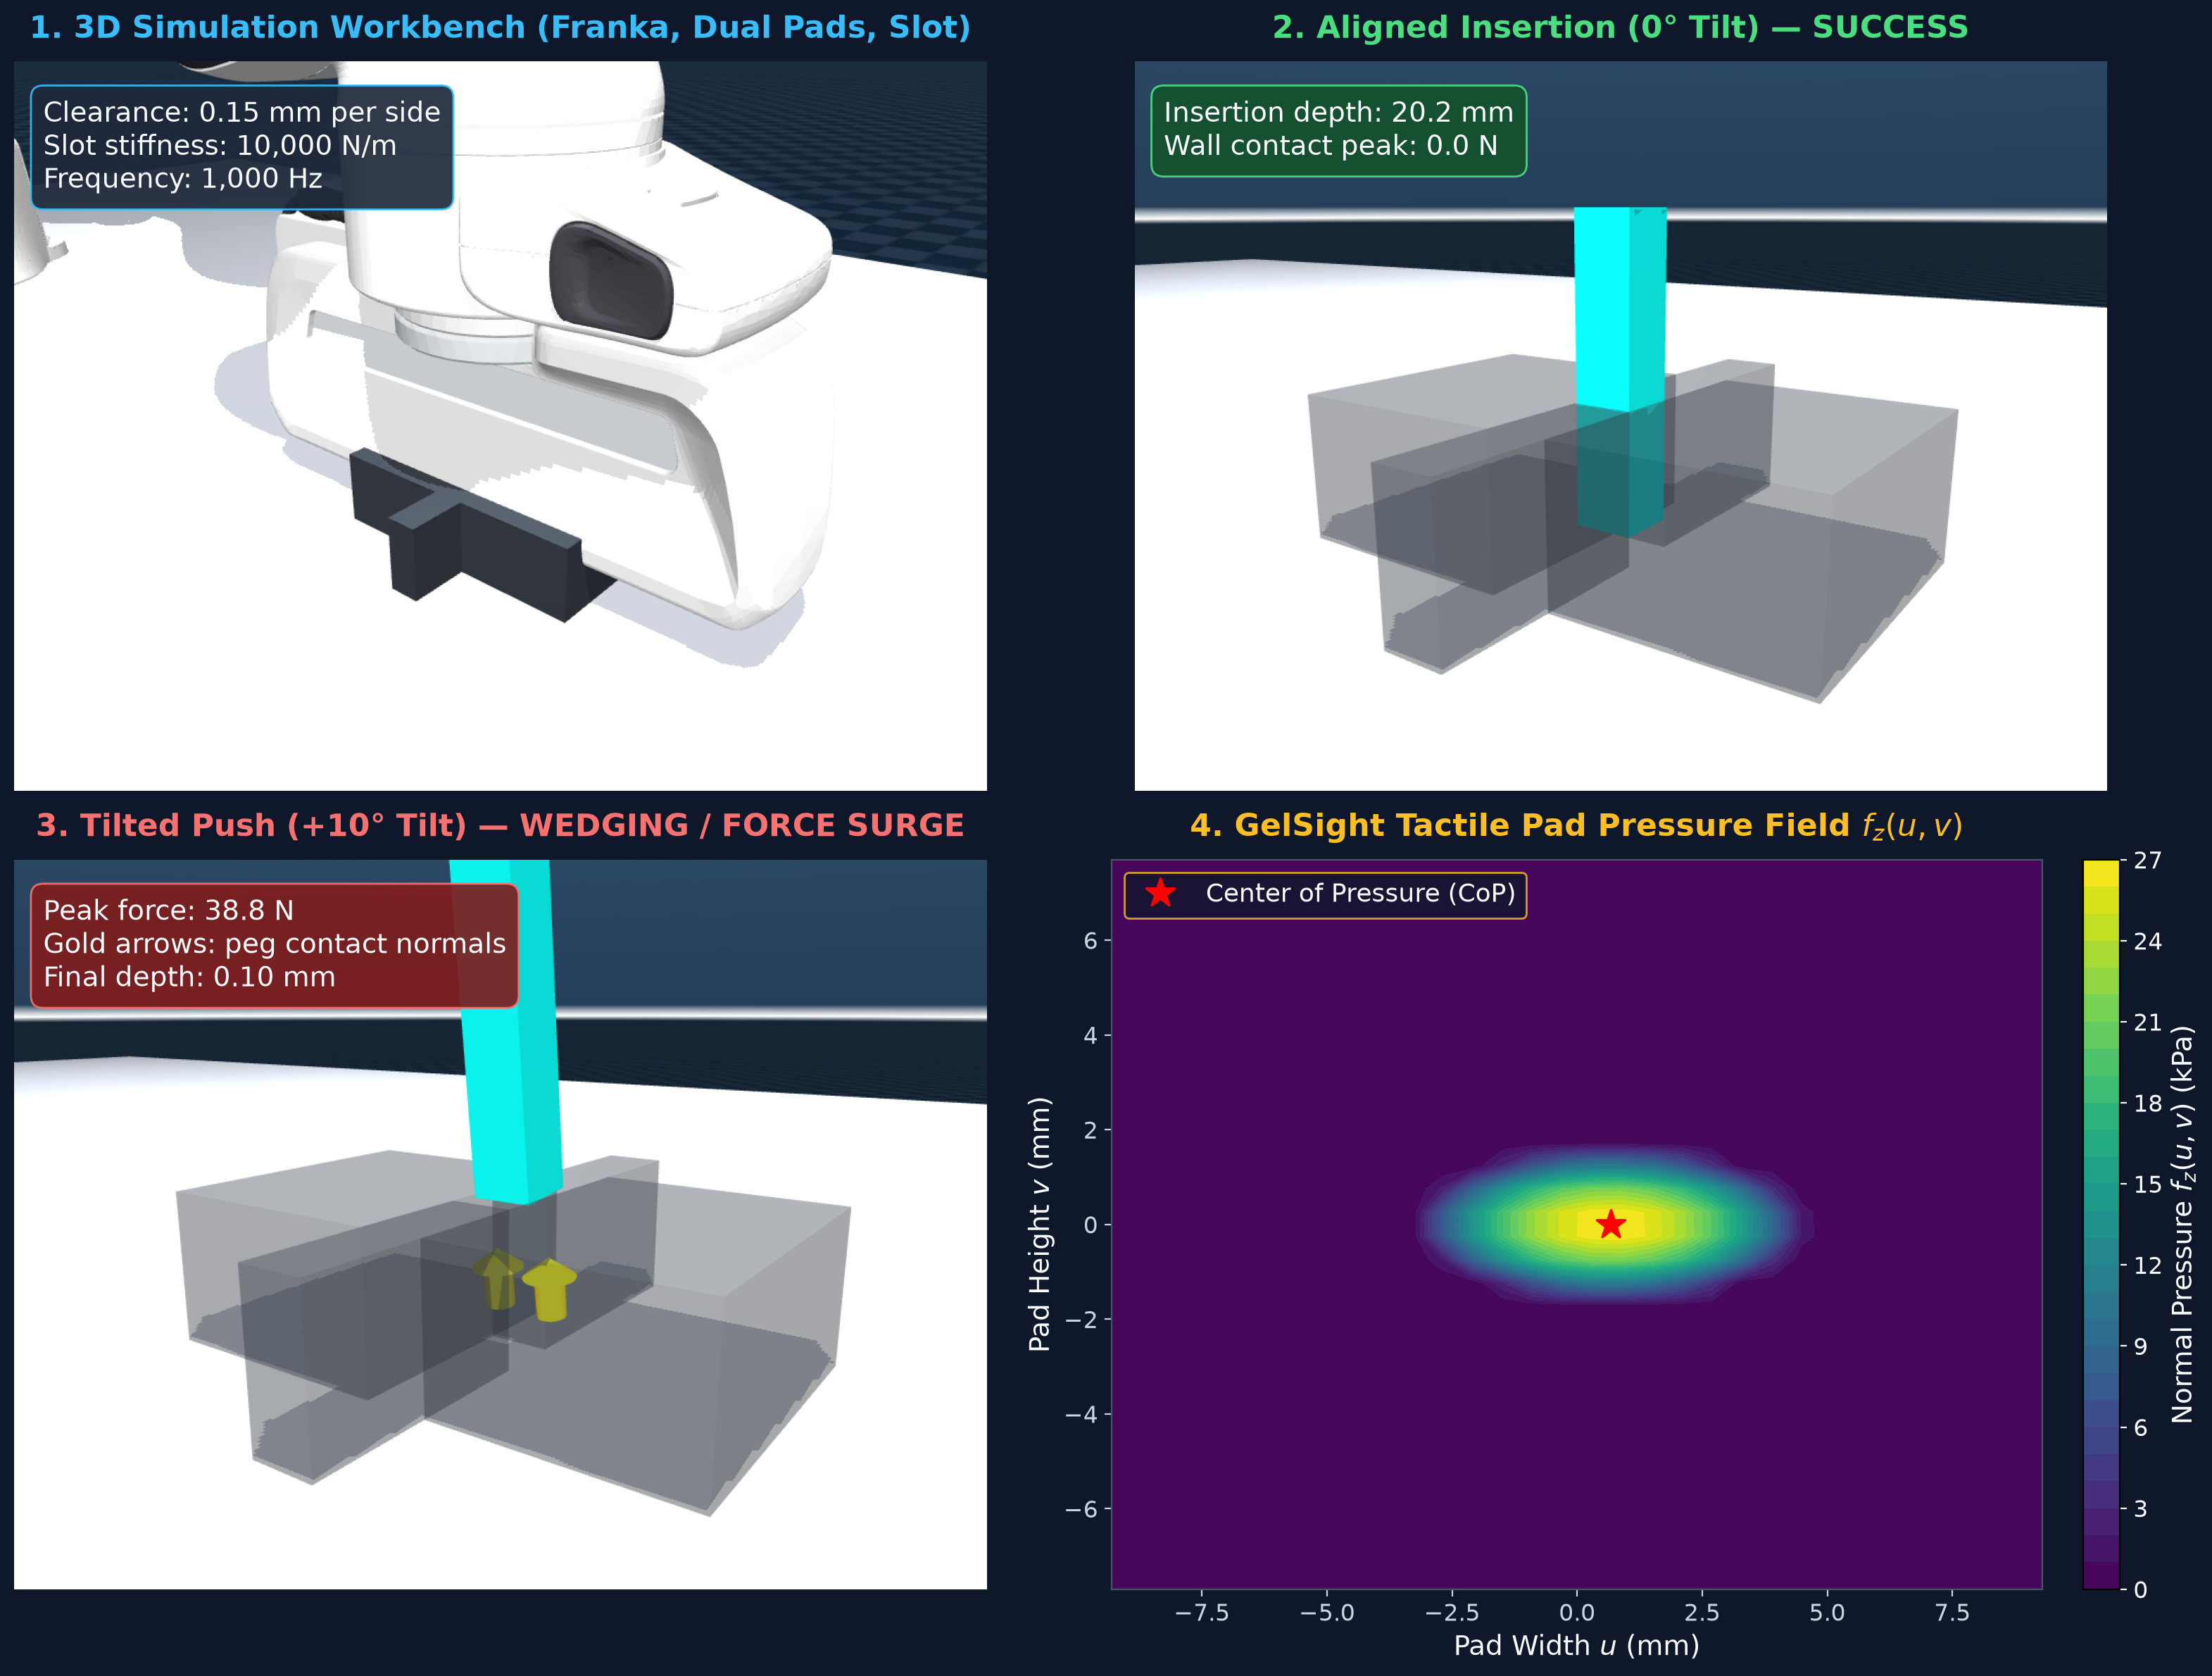 1. 3D Simulation Workbench (Franka, Dual Pads, Slot)
Clearance: 0.15 mm per side
Slot stiffness: 10,000 N/m
Frequency: 1,000 Hz
2. Aligned Insertion (0° Tilt) — SUCCESS
Insertion depth: 20.2 mm
Wall contact peak: 0.0 N
3. Tilted Push (+10° Tilt) — WEDGING / FORCE SURGE
Peak force: 38.8 N
Gold arrows: peg contact normals
Final depth: 0.10 mm
4. GelSight Tactile Pad Pressure Field f_z(u, v)
Center of Pressure (CoP)
Pad Height v (mm)
6
4
2
0
−2
−4
−6
−7.5
−5.0
−2.5
0.0
2.5
5.0
7.5
Pad Width u (mm)
27
24
21
18
15
12
9
6
3
0
Normal Pressure f_z(u, v) (kPa)